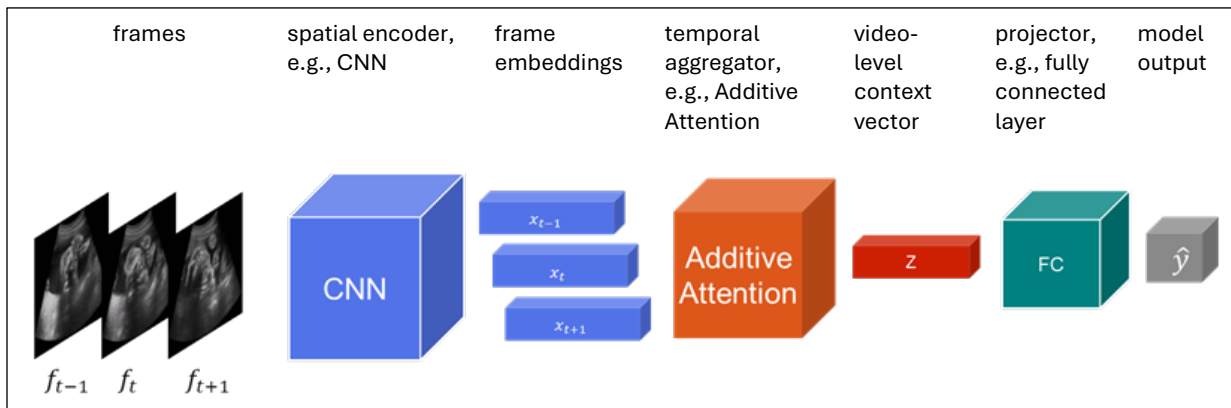 frames
spatial encoder,
e.g., CNN
frame
embeddings
temporal
aggregator,
e.g., Additive
Attention
video-
level
context
vector
projector,
e.g., fully
connected
layer
model
output
CNN
x_{t-1}
x_t
x_{t+1}
Additive
Attention
Z
FC
ŷ
f_{t-1}
f_t
f_{t+1}